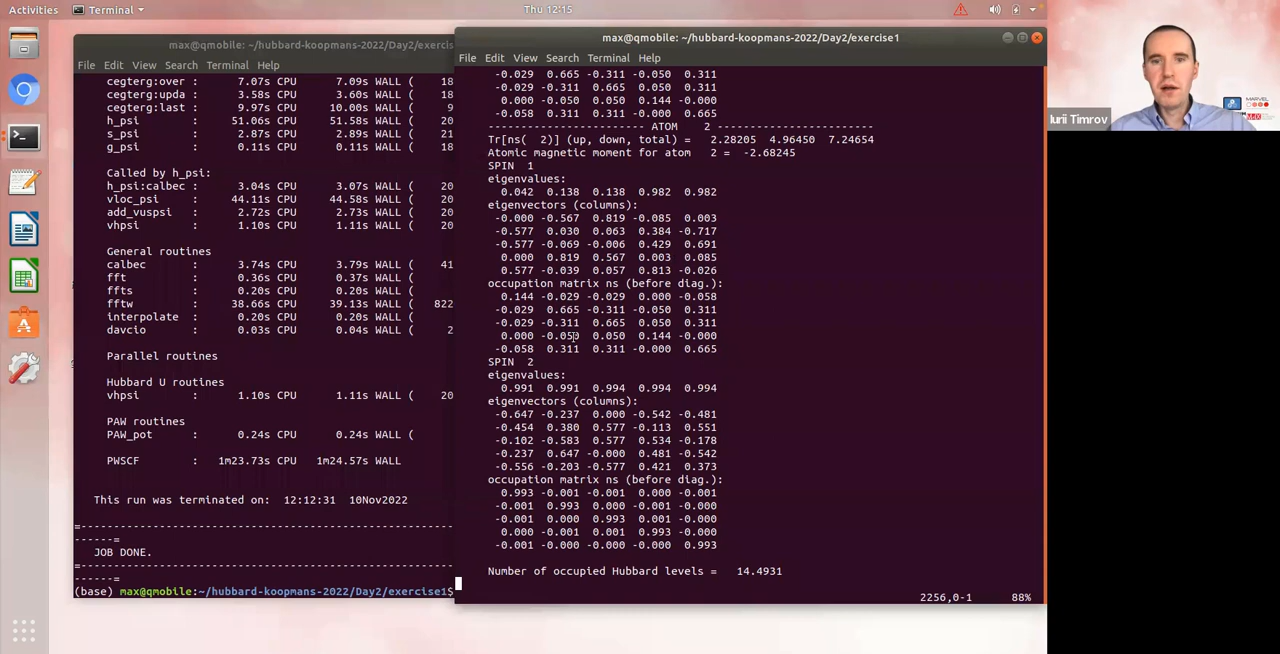 Activities
Terminal
Thu 12:15
max@qmobile: ~/hubbard-koopmans-2022/Day2/exercis
File Edit View Search Terminal Help
cegterg:over : 7.07s CPU 7.09s WALL ( 18
cegterg:upda : 3.58s CPU 3.60s WALL ( 18
cegterg:last : 9.97s CPU 10.00s WALL ( 9
h_psi : 51.06s CPU 51.58s WALL ( 20
s_psi : 2.87s CPU 2.89s WALL ( 21
g_psi : 0.11s CPU 0.11s WALL ( 18
Called by h_psi:
h_psi:calbec : 3.04s CPU 3.07s WALL ( 20
vloc_psi : 44.11s CPU 44.58s WALL ( 20
add_vuspsi : 2.72s CPU 2.73s WALL ( 20
vhpsi : 1.10s CPU 1.11s WALL ( 20
General routines
calbec : 3.74s CPU 3.79s WALL ( 41
fft : 0.36s CPU 0.37s WALL (
ffts : 0.20s CPU 0.20s WALL (
fftw : 38.66s CPU 39.13s WALL ( 822
interpolate : 0.20s CPU 0.20s WALL (
davcio : 0.03s CPU 0.04s WALL ( 2
Parallel routines
Hubbard U routines
vhpsi : 1.10s CPU 1.11s WALL ( 20
PAW routines
PAW_pot : 0.24s CPU 0.24s WALL (
PWSCF : 1m23.73s CPU 1m24.57s WALL
This run was terminated on: 12:12:31 10Nov2022
=---------------------------------------------------------
------=
JOB DONE.
=---------------------------------------------------------
------=
(base) max@qmobile:~/hubbard-koopmans-2022/Day2/exercise1$
max@qmobile: ~/hubbard-koopmans-2022/Day2/exercise1
File Edit View Search Terminal Help
-0.029 0.665 -0.311 -0.050 0.311
-0.029 -0.311 0.665 0.050 0.311
0.000 -0.050 0.050 0.144 -0.000
-0.058 0.311 0.311 -0.000 0.665
------------------------ ATOM 2 ------------------------
Tr[ns( 2)] (up, down, total) = 2.28205 4.96450 7.24654
Atomic magnetic moment for atom 2 = -2.68245
SPIN 1
eigenvalues:
0.042 0.138 0.138 0.982 0.982
eigenvectors (columns):
-0.000 -0.567 0.819 -0.085 0.003
-0.577 0.030 0.063 0.384 -0.717
-0.577 -0.069 -0.006 0.429 0.691
0.000 0.819 0.567 0.003 0.085
0.577 -0.039 0.057 0.813 -0.026
occupation matrix ns (before diag.):
0.144 -0.029 -0.029 0.000 -0.058
-0.029 0.665 -0.311 -0.050 0.311
-0.029 -0.311 0.665 0.050 0.311
0.000 -0.050 0.050 0.144 -0.000
-0.058 0.311 0.311 -0.000 0.665
SPIN 2
eigenvalues:
0.991 0.991 0.994 0.994 0.994
eigenvectors (columns):
-0.647 -0.237 0.000 -0.542 -0.481
-0.454 0.380 0.577 -0.113 0.551
-0.102 -0.583 0.577 0.534 -0.178
-0.237 0.647 -0.000 0.481 -0.542
-0.556 -0.203 -0.577 0.421 0.373
occupation matrix ns (before diag.):
0.993 -0.001 -0.001 0.000 -0.001
-0.001 0.993 0.000 -0.001 -0.000
-0.001 0.000 0.993 0.001 -0.000
0.000 -0.001 0.001 0.993 -0.000
-0.001 -0.000 -0.000 -0.000 0.993
Number of occupied Hubbard levels = 14.4931
2256,0-1 88%
Iurii Timrov
MARVEL